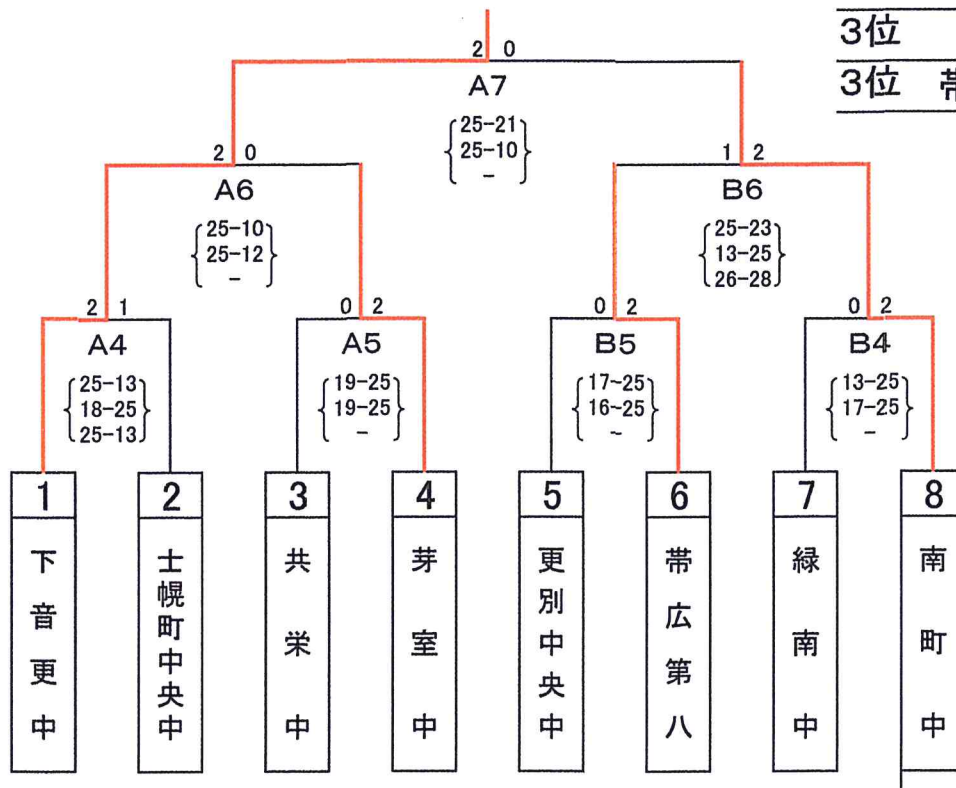 3位
3位 帯
2 0
A7
25-21
25-10
-
2 0
A6
25-10
25-12
-
1 2
B6
25-23
13-25
26-28
2 1
A4
25-13
18-25
25-13
0 2
A5
19-25
19-25
-
0 2
B5
17~25
16~25
~
0 2
B4
13-25
17-25
-
1
下音更中
2
士幌町中央中
3
共栄中
4
芽室中
5
更別中央中
6
帯広第八
7
緑南中
8
南町中